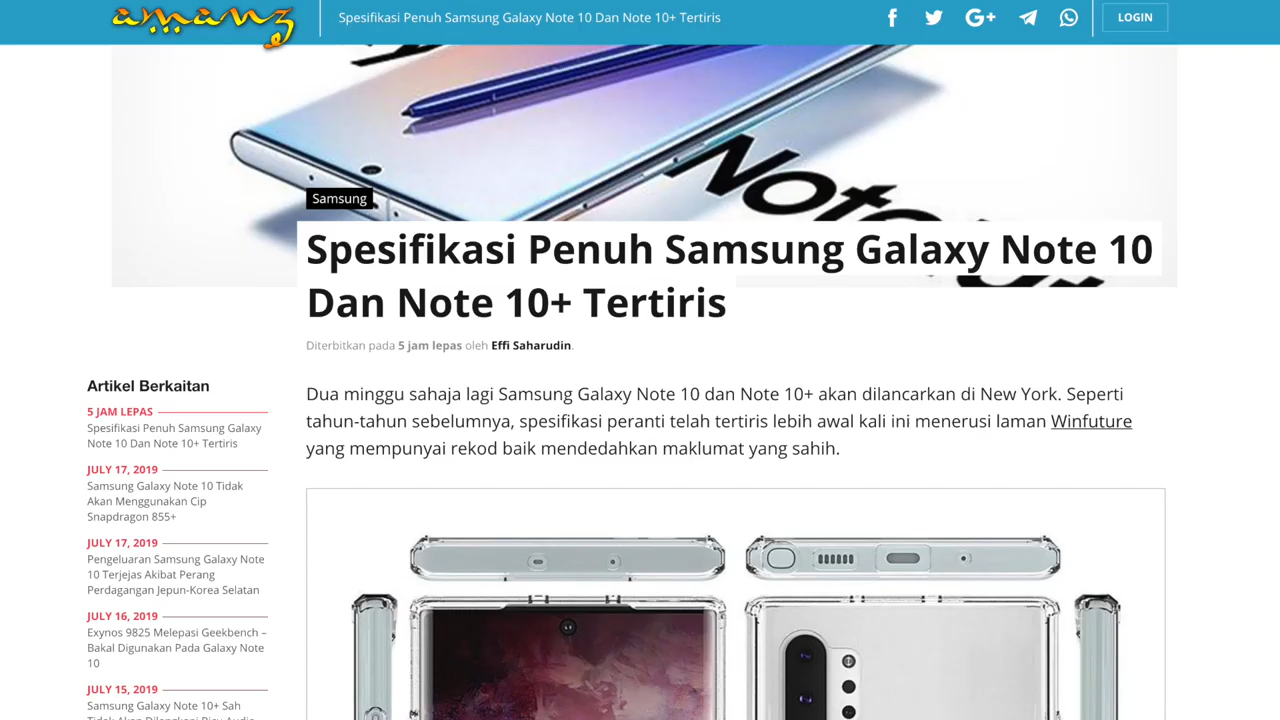 amanz
Spesifikasi Penuh Samsung Galaxy Note 10 Dan Note 10+ Tertiris
LOGIN
Samsung
Spesifikasi Penuh Samsung Galaxy Note 10
Dan Note 10+ Tertiris
Diterbitkan pada 5 jam lepas oleh Effi Saharudin.
Artikel Berkaitan
5 JAM LEPAS
Spesifikasi Penuh Samsung Galaxy
Note 10 Dan Note 10+ Tertiris
JULY 17, 2019
Samsung Galaxy Note 10 Tidak
Akan Menggunakan Cip
Snapdragon 855+
JULY 17, 2019
Pengeluaran Samsung Galaxy Note
10 Terjejas Akibat Perang
Perdagangan Jepun-Korea Selatan
JULY 16, 2019
Exynos 9825 Melepasi Geekbench –
Bakal Digunakan Pada Galaxy Note
10
JULY 15, 2019
Samsung Galaxy Note 10+ Sah
Dua minggu sahaja lagi Samsung Galaxy Note 10 dan Note 10+ akan dilancarkan di New York. Seperti
tahun-tahun sebelumnya, spesifikasi peranti telah tertiris lebih awal kali ini menerusi laman Winfuture
yang mempunyai rekod baik mendedahkan maklumat yang sahih.